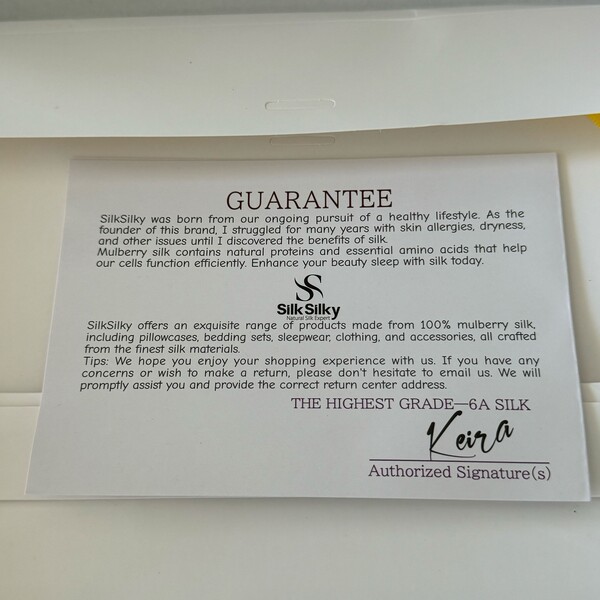 GUARANTEE
SilkSilky was born from our ongoing pursuit of a healthy lifestyle. As the
founder of this brand, I struggled for many years with skin allergies, dryness,
and other issues until I discovered the benefits of silk.
Mulberry silk contains natural proteins and essential amino acids that help
our cells function efficiently. Enhance your beauty sleep with silk today.
SilkSilky
Natural Silk Expert
SilkSilky offers an exquisite range of products made from 100% mulberry silk,
including pillowcases, bedding sets, sleepwear, clothing, and accessories, all crafted
from the finest silk materials.
Tips: We hope you enjoy your shopping experience with us. If you have any
concerns or wish to make a return, please don't hesitate to email us. We will
promptly assist you and provide the correct return center address.
THE HIGHEST GRADE—6A SILK
Keira
Authorized Signature(s)